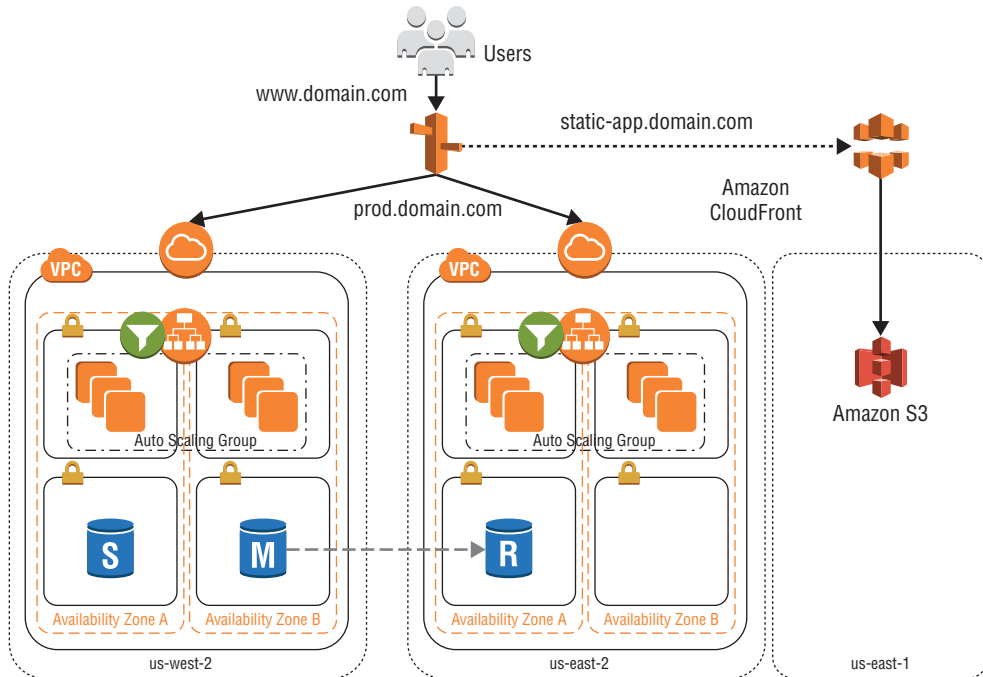 Users
www.domain.com
static-app.domain.com
Amazon
CloudFront
prod.domain.com
VPC
VPC
Amazon S3
Auto Scaling Group
Auto Scaling Group
S
M
R
Availability Zone A
Availability Zone B
Availability Zone A
Availability Zone B
us-west-2
us-east-2
us-east-1